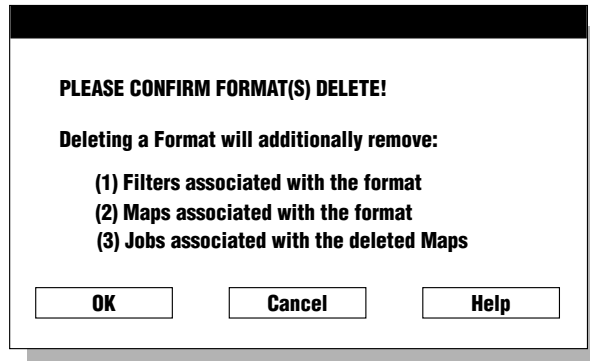 PLEASE CONFIRM FORMAT(S) DELETE!
Deleting a Format will additionally remove:
(1) Filters associated with the format
(2) Maps associated with the format
(3) Jobs associated with the deleted Maps
OK Cancel Help